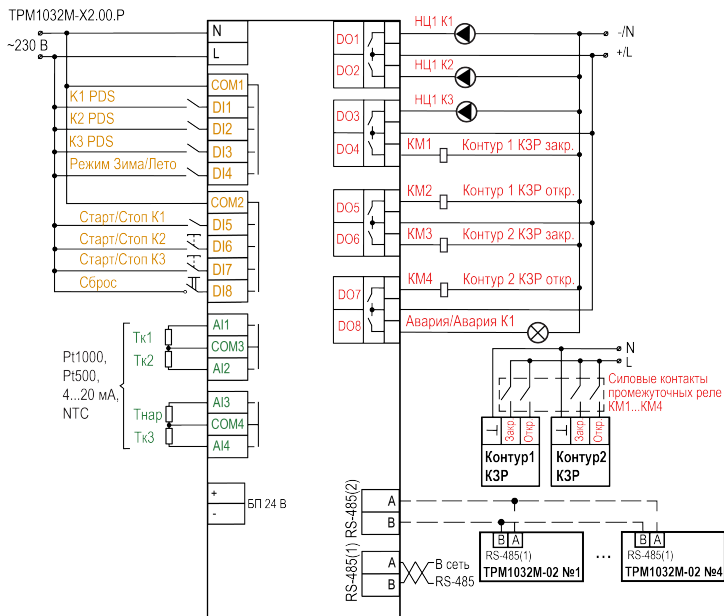 ТРМ1032М-Х2.00.Р
~230 В
N
L
COM1
K1 PDS
DI1
K2 PDS
DI2
K3 PDS
DI3
Режим Зима/Лето
DI4
COM2
Старт/Стоп К1
DI5
Старт/Стоп К2
DI6
Старт/Стоп К3
DI7
Сброс
DI8
Pt1000,
Pt500,
4...20 мА,
NTC
Тк1
Тк2
AI1
COM3
AI2
Тнар
Тк3
AI3
COM4
AI4
+
-
БП 24 В
DO1
DO2
НЦ1 К1
НЦ1 К2
-/N
+/L
DO3
DO4
НЦ1 К3
КМ1
Контур 1 КЗР закр.
DO5
DO6
КМ2
Контур 1 КЗР откр.
КМ3
Контур 2 КЗР закр.
DO7
DO8
КМ4
Контур 2 КЗР откр.
Авария/Авария К1
N
L
Силовые контакты
промежуточных реле
КМ1...КМ4
Закр
Откр
Контур1
КЗР
Закр
Откр
Контур2
КЗР
RS-485(2)
A
B
RS-485(1)
A
B
В сеть
RS-485
B A
RS-485(1)
ТРМ1032М-02 №1
...
B A
RS-485(1)
ТРМ1032М-02 №4